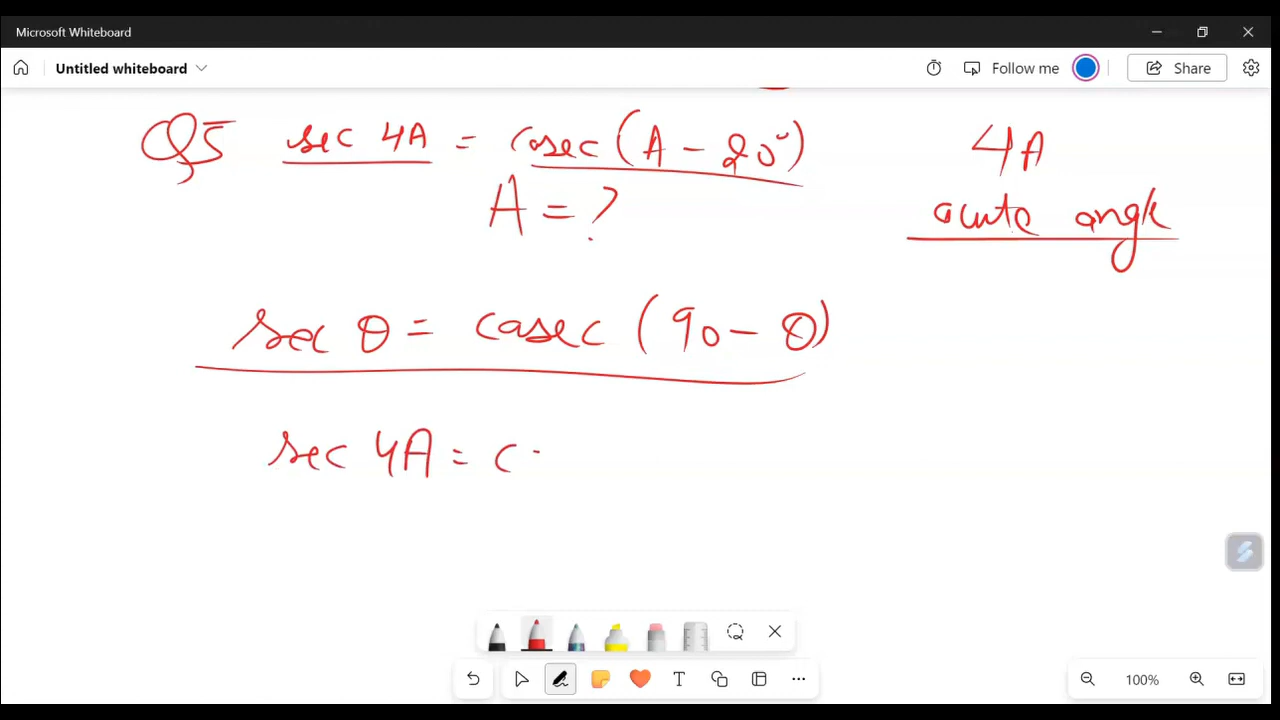 Microsoft Whiteboard
Untitled whiteboard
Follow me
Share
Q5 sec 4A = cosec (A - 20°)
A = ?
4A
acute angle
sec θ = cosec (90 - θ)
sec 4A = c
T
100%